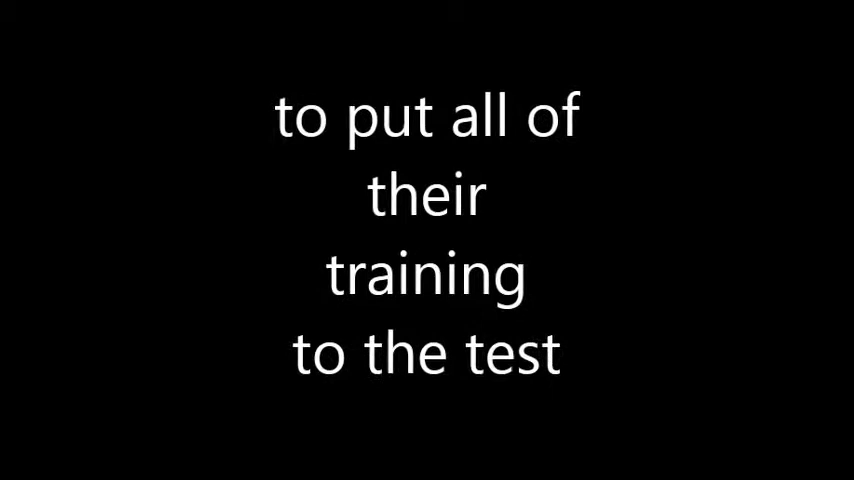 to put all of
their
training
to the test